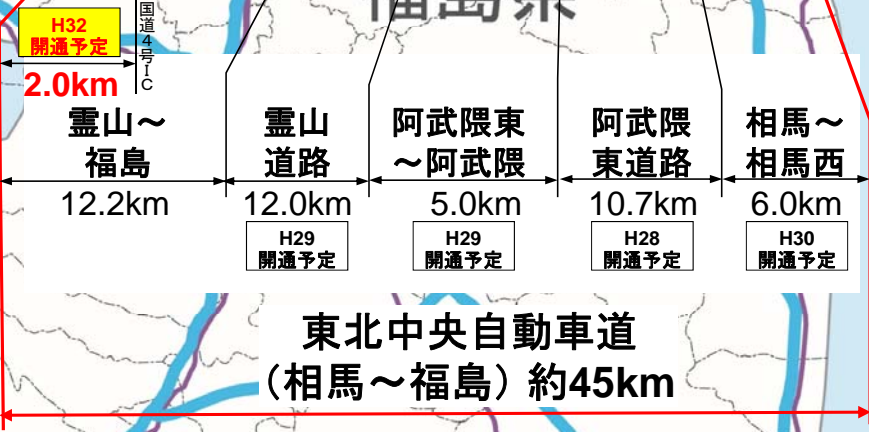 福島県
H32
開通予定
国道4号IC
2.0km
霊山～
福島
12.2km
霊山
道路
12.0km
H29
開通予定
阿武隈東
～阿武隈
5.0km
H29
開通予定
阿武隈
東道路
10.7km
H28
開通予定
相馬～
相馬西
6.0km
H30
開通予定
東北中央自動車道
（相馬～福島）約45km